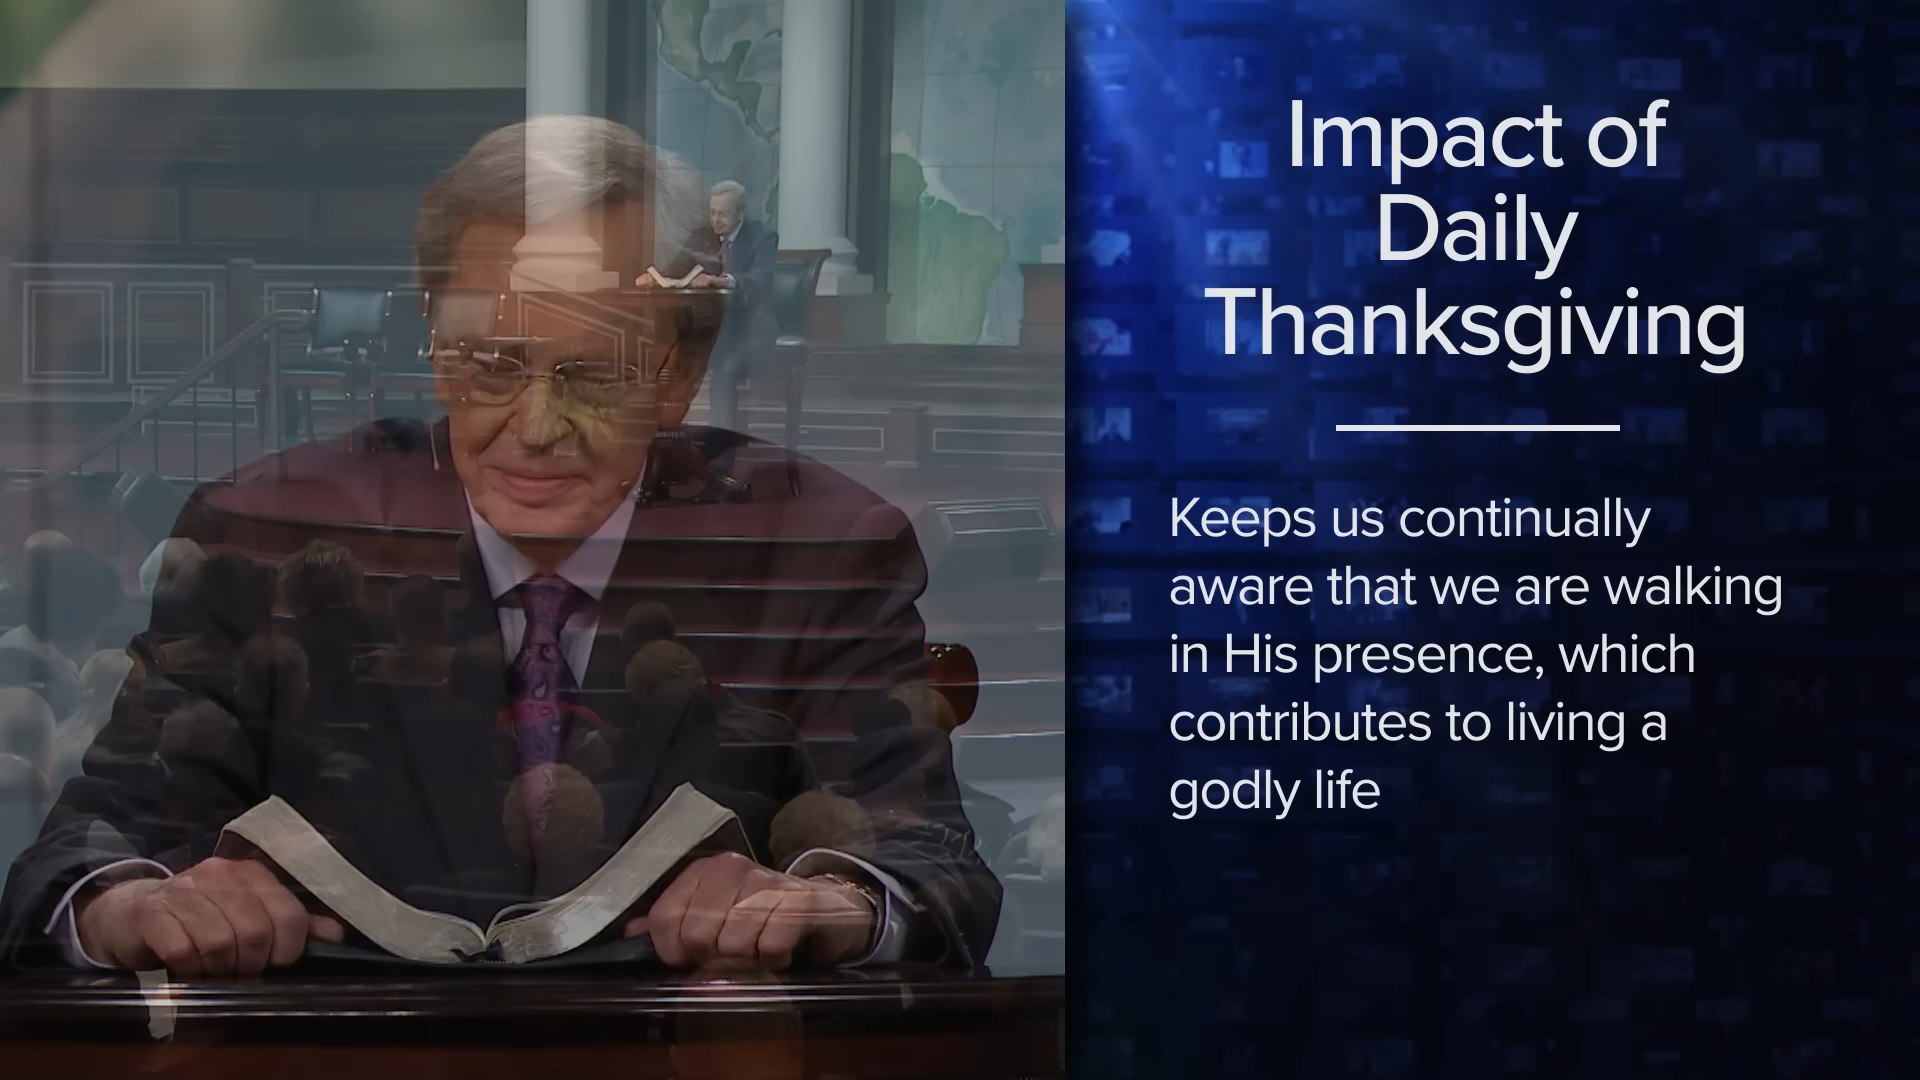 Impact of
Daily
Thanksgiving
Keeps us continually
aware that we are walking
in His presence, which
contributes to living a
godly life